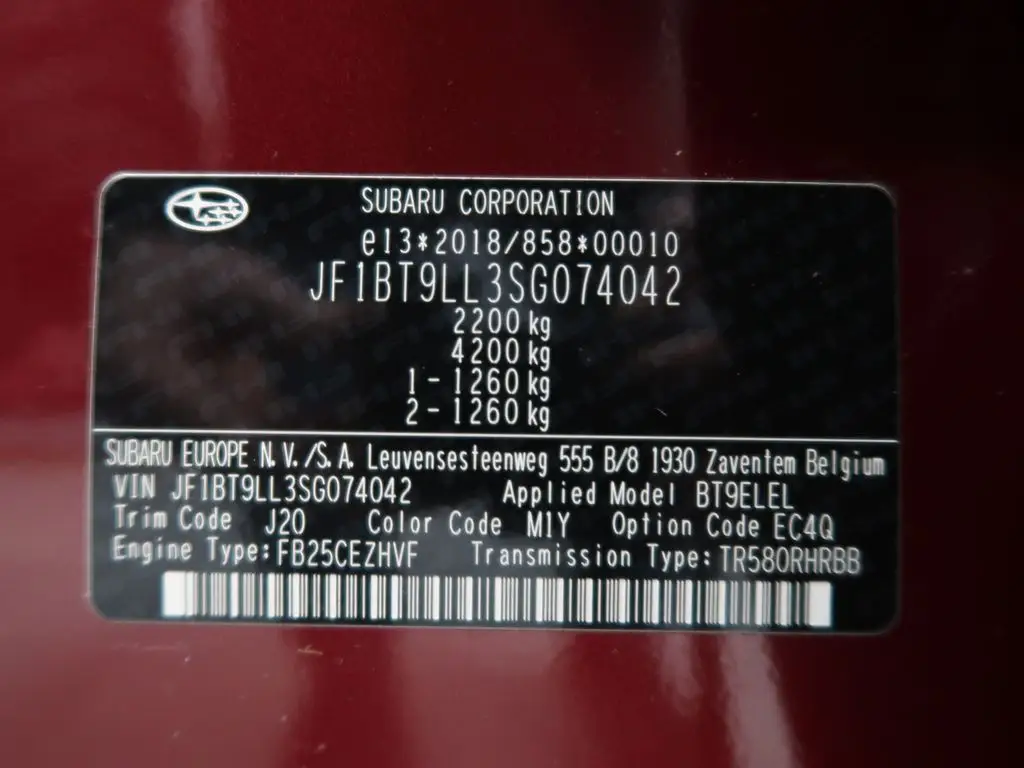 SUBARU CORPORATION
e13*2018/858*00010
JF1BT9LL3SG074042
2200 kg
4200 kg
1 - 1260 kg
2 - 1260 kg
SUBARU EUROPE N.V./S.A. Leuvensesteenweg 555 B/8 1930 Zaventem Belgium
VIN JF1BT9LL3SG074042 Applied Model BT9ELEL
Trim Code J20 Color Code M1Y Option Code EC4Q
Engine Type: FB25CEZHVF Transmission Type: TR580RHRBB